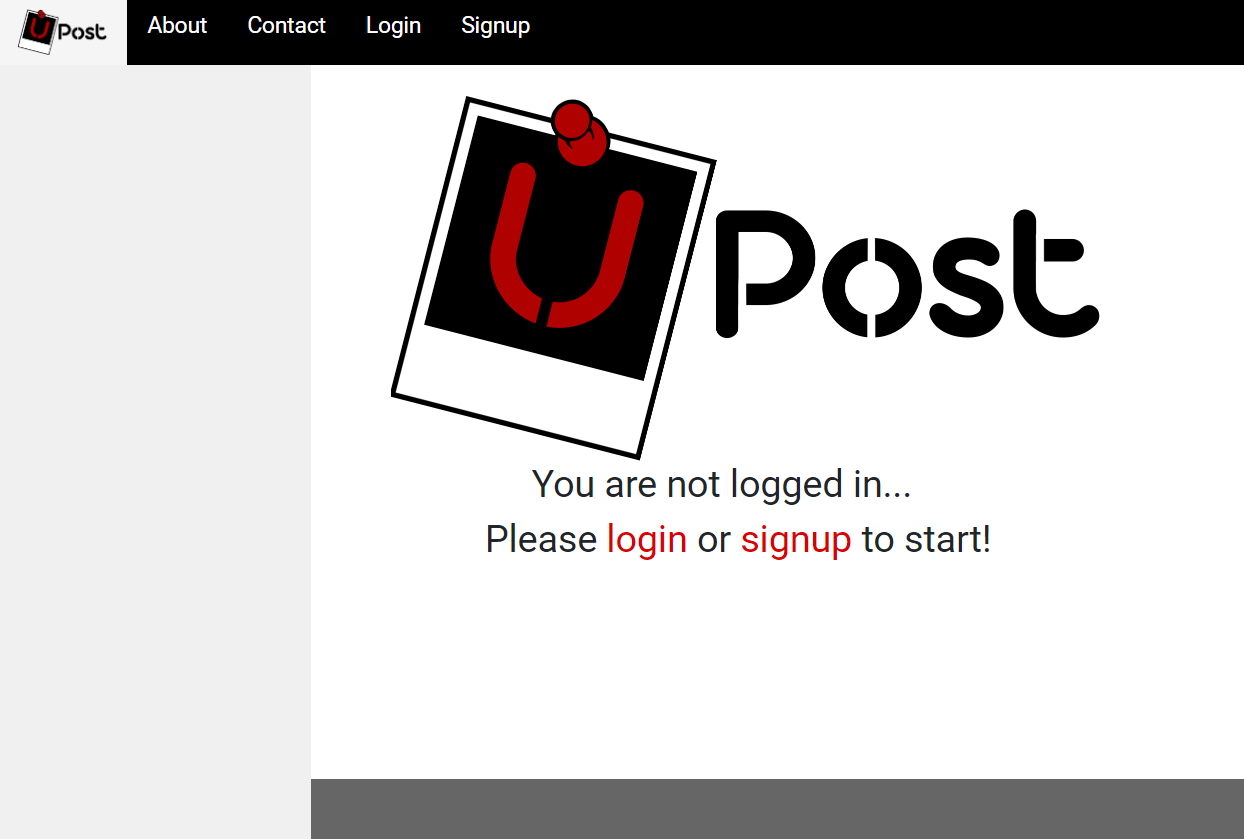 UPost About Contact Login Signup
UPost
You are not logged in...
Please login or signup to start!